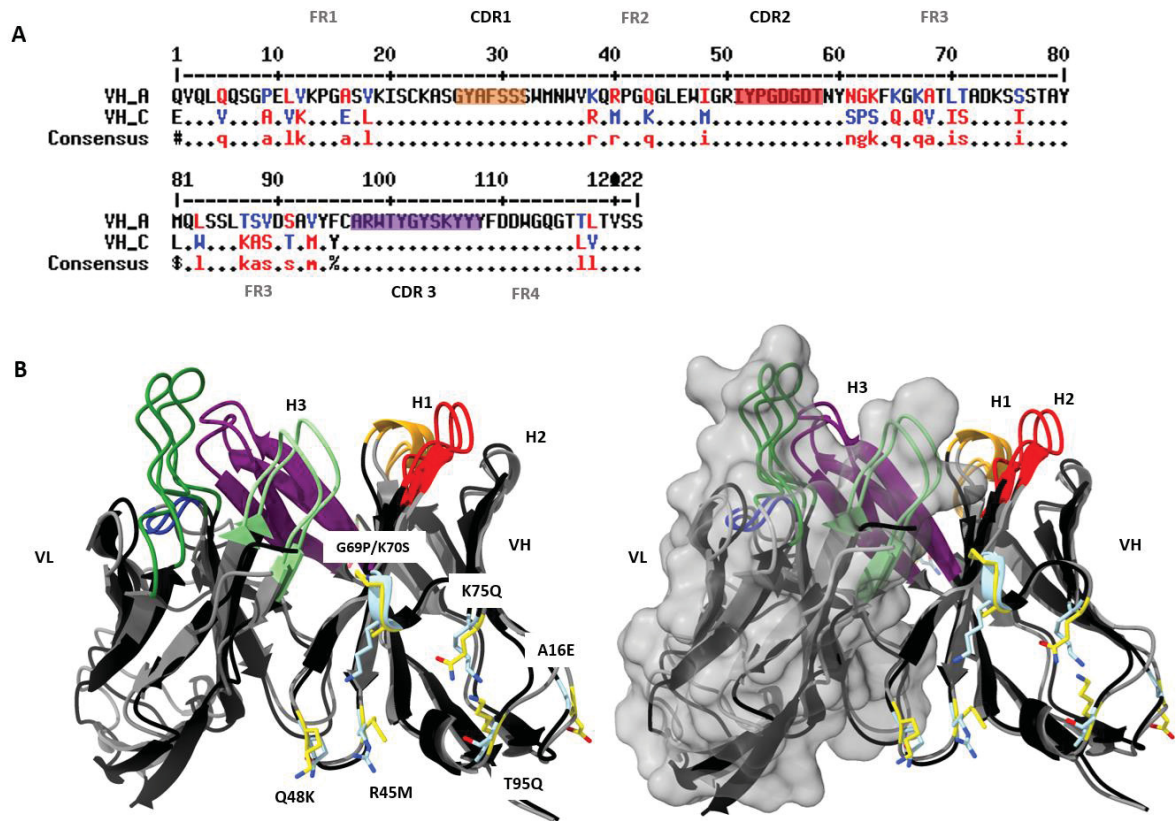 FR1 CDR1 FR2 CDR2 FR3
A
1 10 20 30 40 50 60 70 80
VH_A QVQLQQSGPELVKPGASVKISCKASGYAFSSSWMNWVKQRPGQGLEWIGRIYPGDGDTNYNGKFKGKATLTADKSSSTAY
VH_C E...V...A.VK...E.L...................R.M..K....M............SPS.Q.QV.IS.....I...
Consensus #...q...a.lk...a.l...................r.r..q....i............ngk.q.qa.is.....i...
81 90 100 110 120 122
VH_A MQLSSLTSVDSAVYFCARWTYGYSKYYYFDDWGQGTTLTVSS
VH_C L.W...KAS.T.M.Y.....................LV....
Consensus $.l...kas.s.m.%.....................ll....
FR3 CDR 3 FR4
B
H3 H1 H2
VL VH
G69P/K70S
K75Q
A16E
Q48K R45M T95Q
H3 H1 H2
VL VH